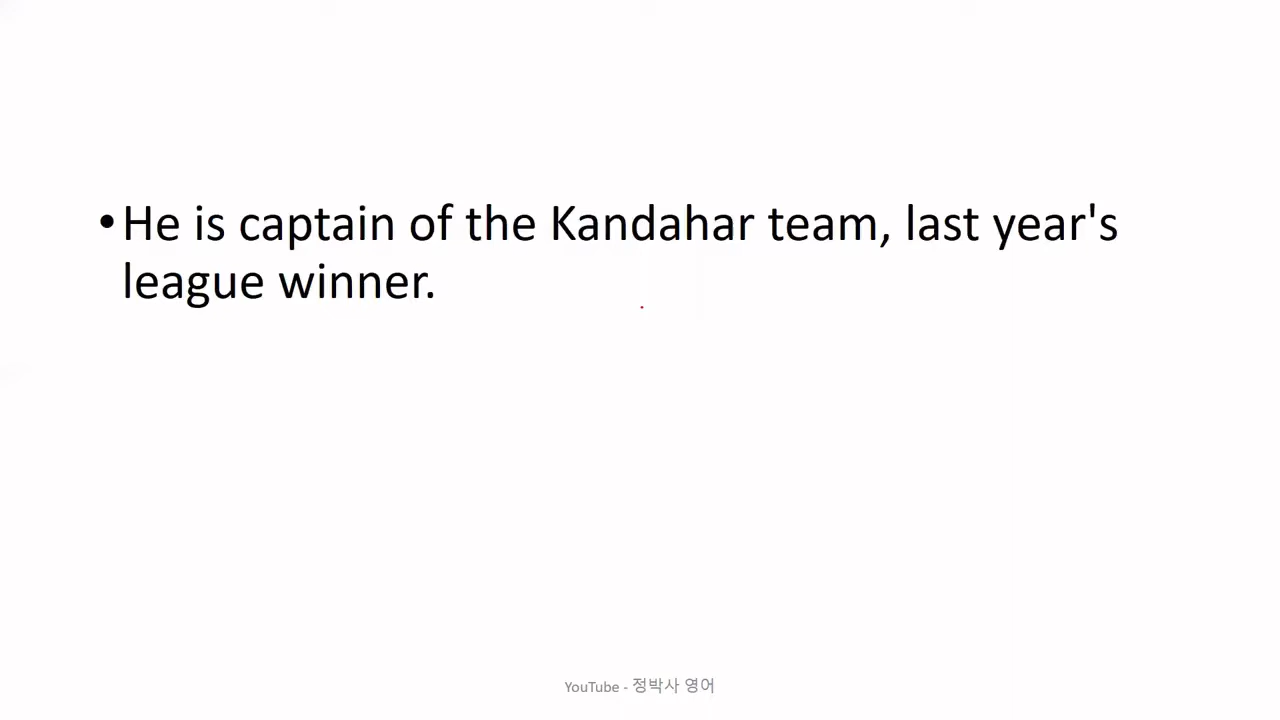 •He is captain of the Kandahar team, last year's
league winner.
YouTube - 정박사 영어